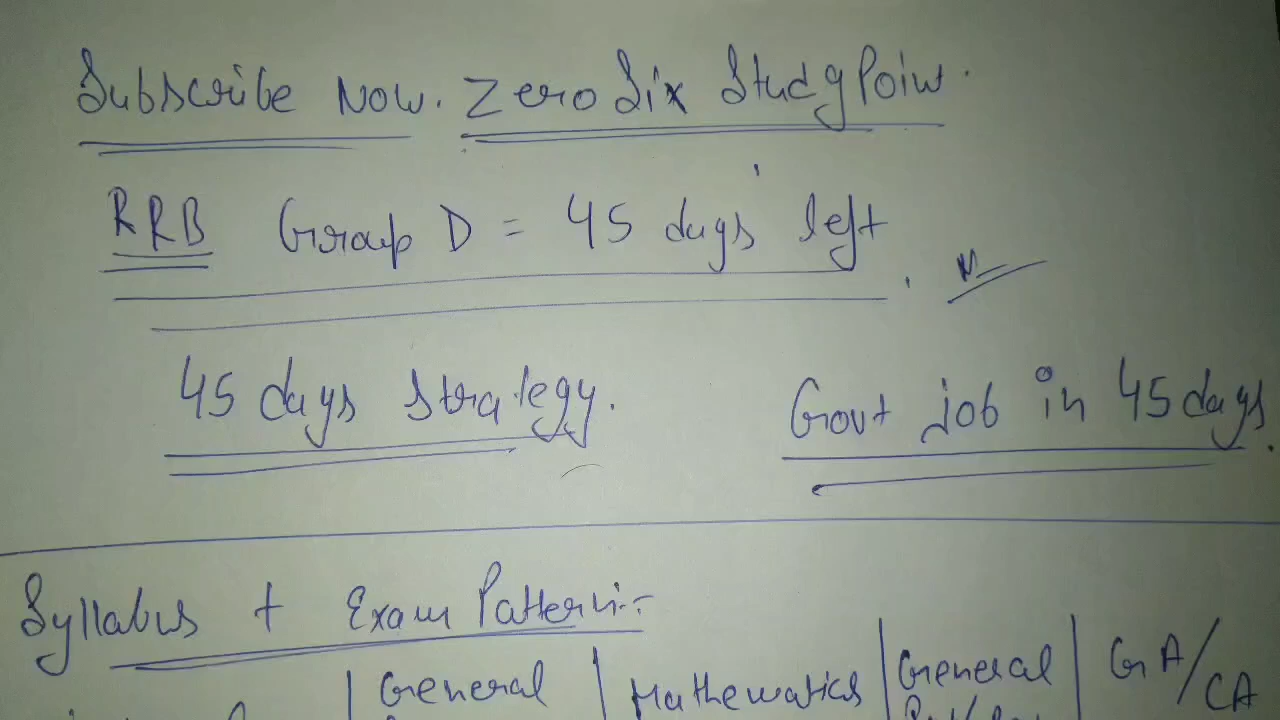 Subscribe Now. Zero Six Study Point.
RRB Group D = 45 days left.
45 days strategy.
Govt job in 45 days.
Syllabus + Exam Pattern:-
General | Mathematics | General | GA/CA